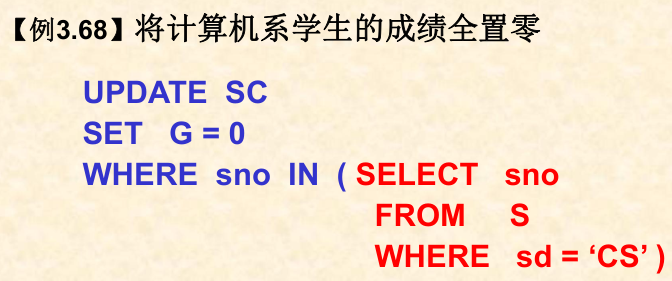 【例3.68】将计算机系学生的成绩全置零
UPDATE SC
SET G = 0
WHERE sno IN ( SELECT sno
FROM S
WHERE sd = ‘CS’ )